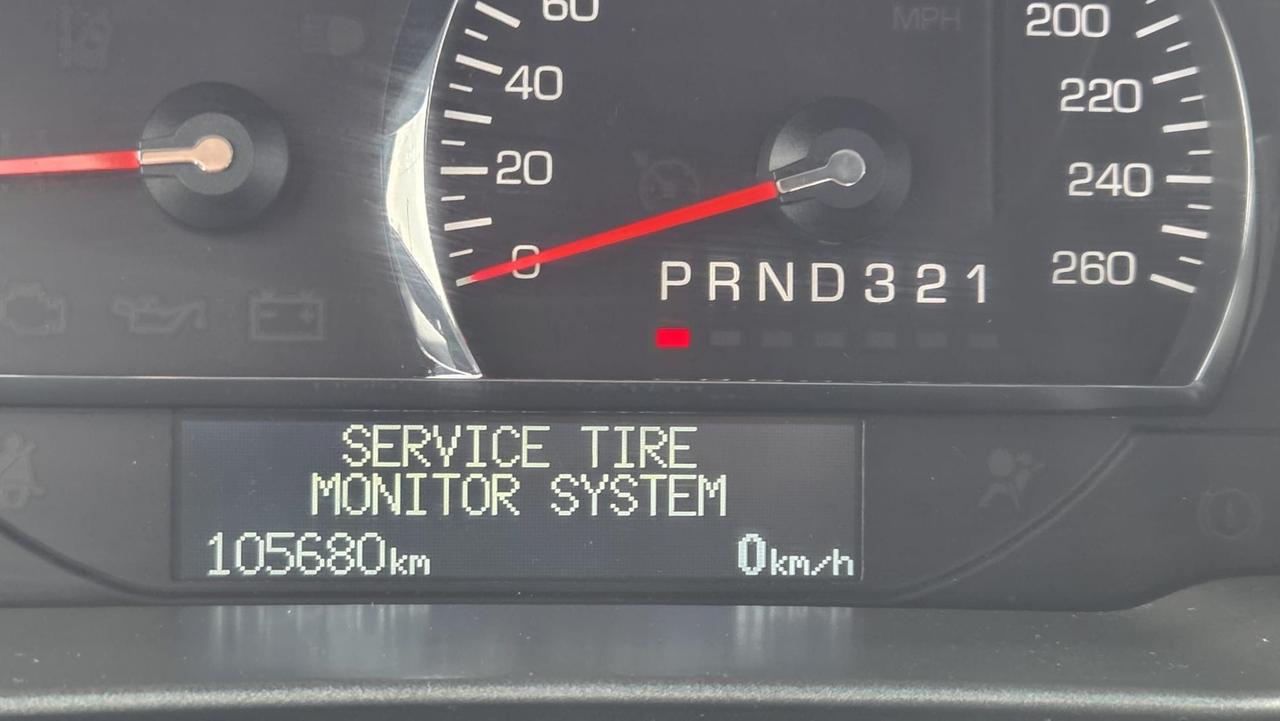 60
MPH
200
40
220
20
240
0
260
PRND321
SERVICE TIRE
MONITOR SYSTEM
105680km
0km/h